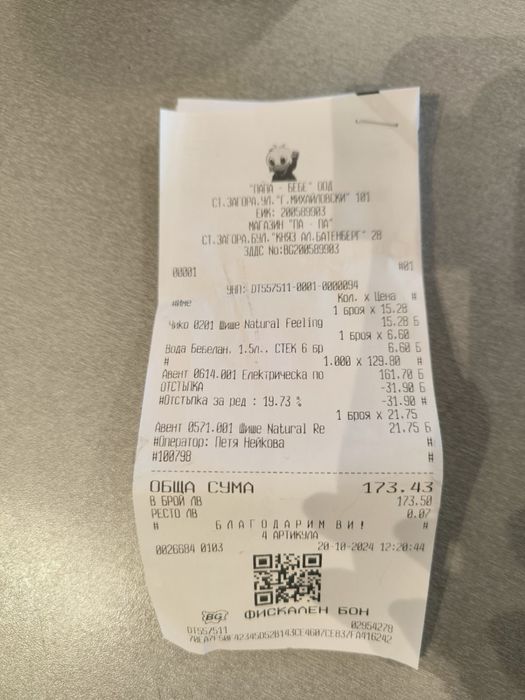 "ПАПА - БЕБЕ" ООД
СТ.ЗАГОРА.УЛ."Г.МИХАЙЛОВСКИ" 101
ЕИК: 200589903
МАГАЗИН "ПА - ПА"
СТ.ЗАГОРА.БУЛ."КНЯЗ АЛ.БАТЕНБЕРГ" 28
ЗДДС No:BG200589903
00001 #01
УНП: DT557511-0001-0000094
#Име Кол. x Цена #
1 броя x 15.28
Чико 0201 Шише Natural Feeling 15.28 Б
1 броя x 6.60
Вода Бебелан. 1.5л.. СТЕК 6 бр 6.60 Б
# 1.000 x 129.80 #
Авент 0614.001 Електрическа по 161.70 Б
ОТСТЪПКА -31.90 Б
#Отстъпка за ред : 19.73 % -31.90 #
1 броя x 21.75
Авент 0571.001 Шише Natural Re 21.75 Б
#Оператор: Петя Нейкова #
#100798 #
ОБЩА СУМА 173.43
В БРОЙ ЛВ 173.50
РЕСТО ЛВ 0.07
# Б Л А Г О Д А Р И М В И ! #
4 АРТИКУЛА
0026684 0103 20-10-2024 12:20:44
BG ФИСКАЛЕН БОН
DT557511 02954278